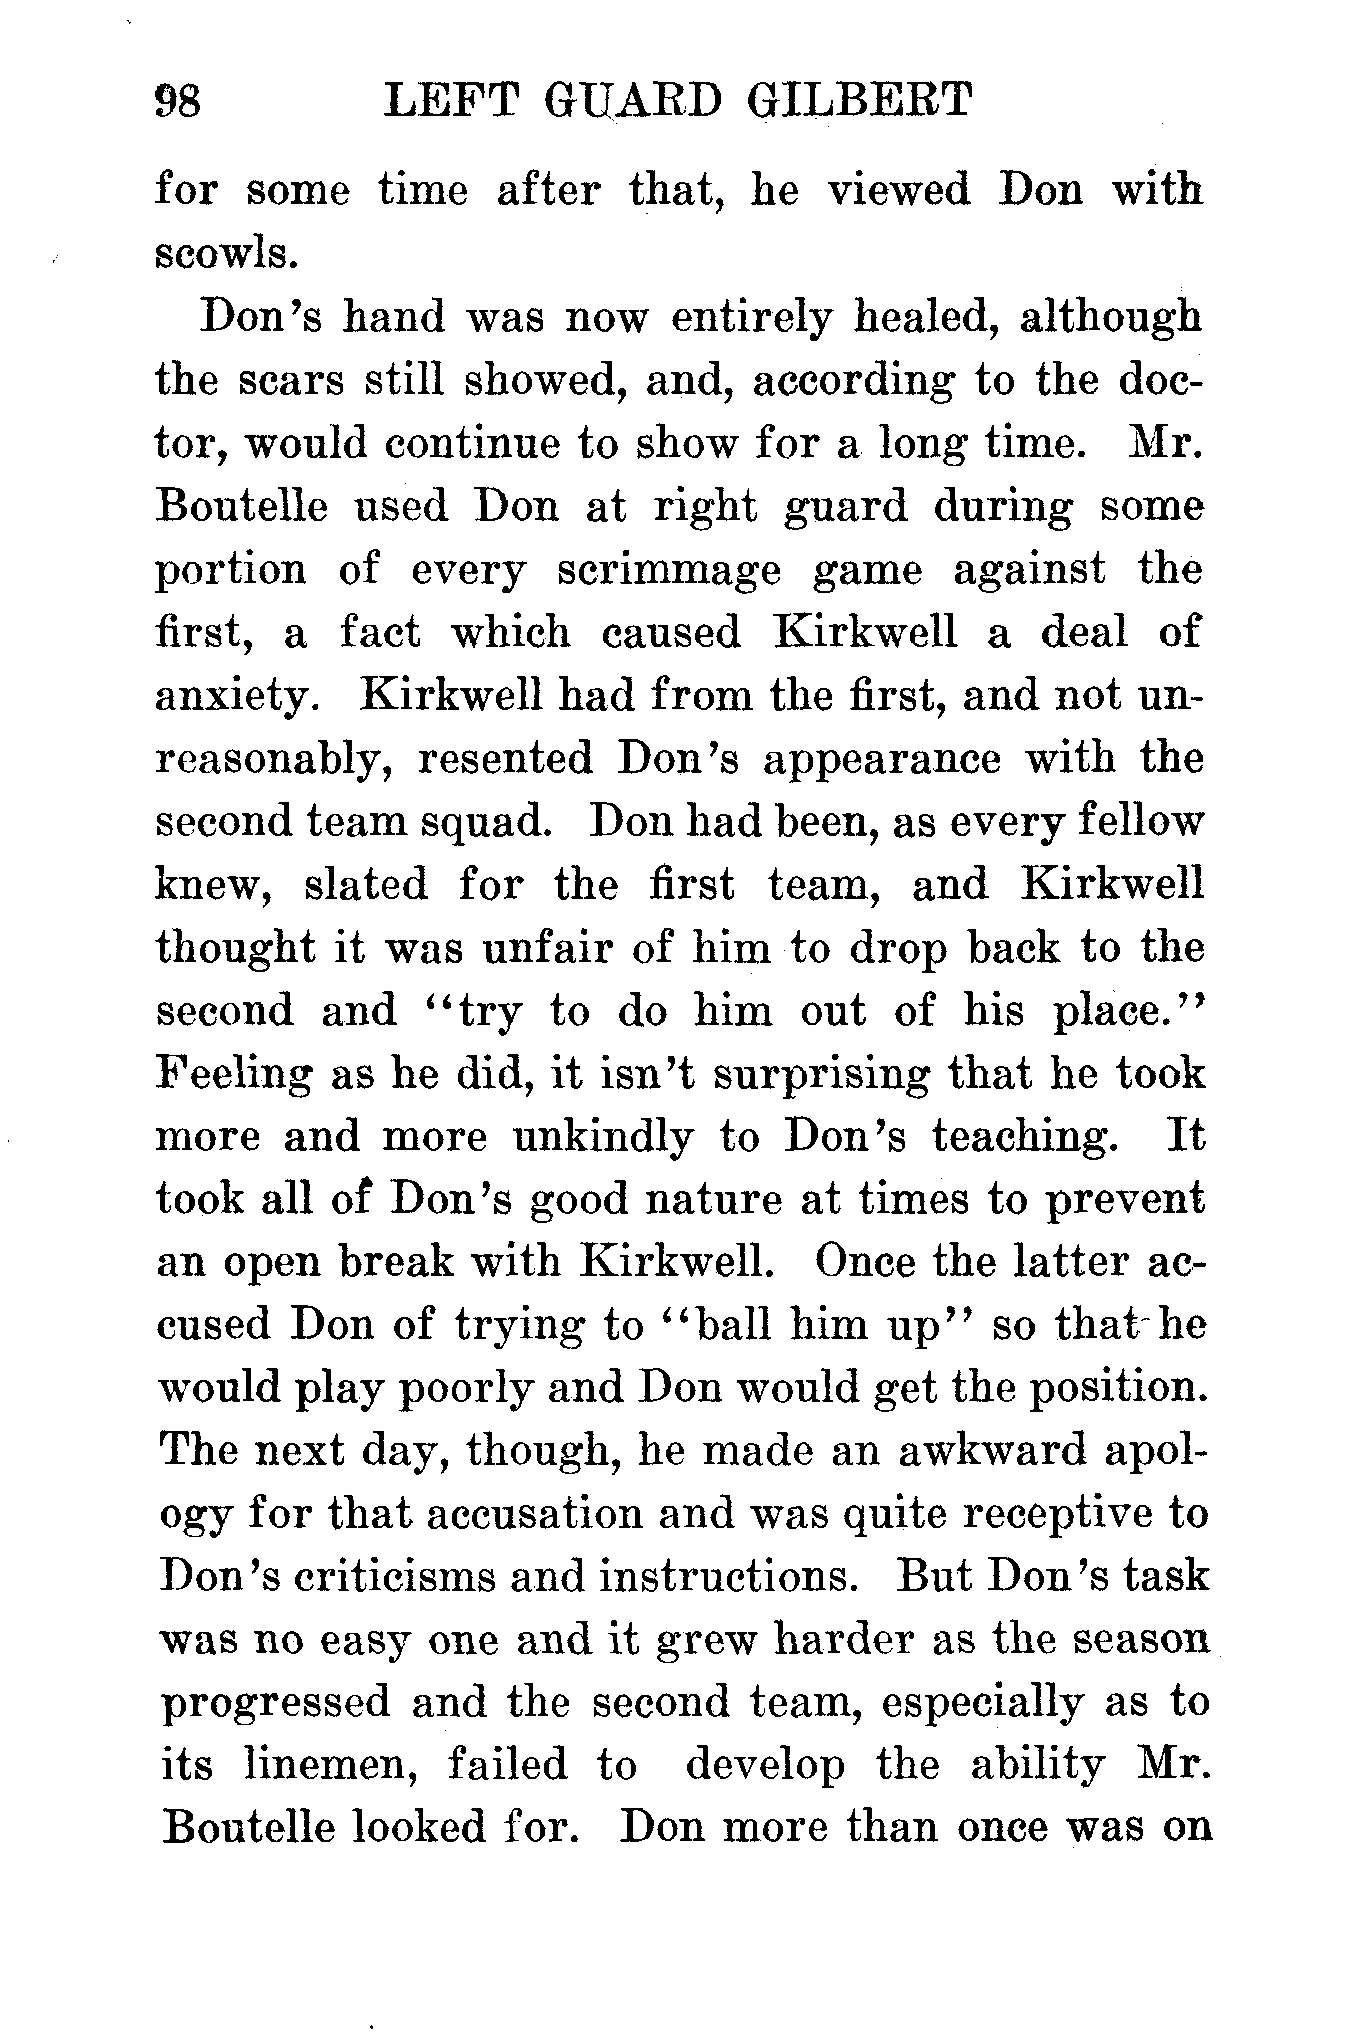 98 LEFT GUARD GILBERT
for some time after that, he viewed Don with
scowls.
Don's hand was now entirely healed, although
the scars still showed, and, according to the doc-
tor, would continue to show for a long time. Mr.
Boutelle used Don at right guard during some
portion of every scrimmage game against the
first, a fact which caused Kirkwell a deal of
anxiety. Kirkwell had from the first, and not un-
reasonably, resented Don's appearance with the
second team squad. Don had been, as every fellow
knew, slated for the first team, and Kirkwell
thought it was unfair of him to drop back to the
second and "try to do him out of his place."
Feeling as he did, it isn't surprising that he took
more and more unkindly to Don's teaching. It
took all of Don's good nature at times to prevent
an open break with Kirkwell. Once the latter ac-
cused Don of trying to "ball him up" so that he
would play poorly and Don would get the position.
The next day, though, he made an awkward apol-
ogy for that accusation and was quite receptive to
Don's criticisms and instructions. But Don's task
was no easy one and it grew harder as the season
progressed and the second team, especially as to
its linemen, failed to develop the ability Mr.
Boutelle looked for. Don more than once was on